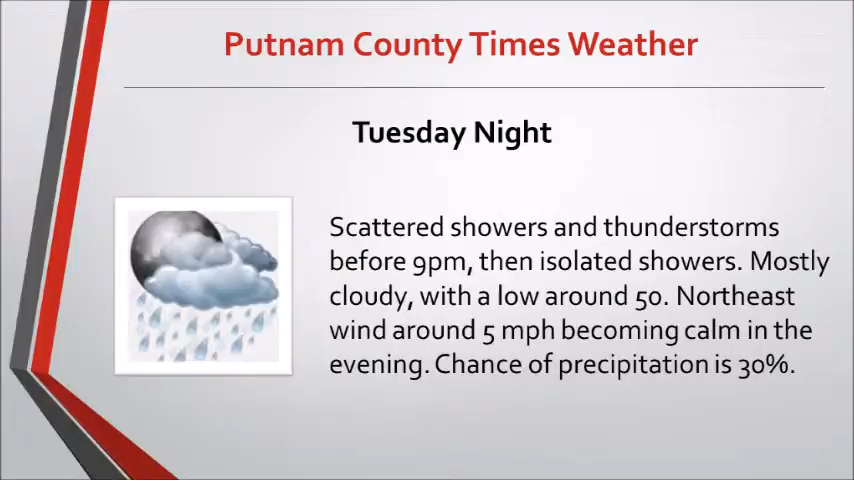 Putnam County Times Weather
Tuesday Night
Scattered showers and thunderstorms
before 9pm, then isolated showers. Mostly
cloudy, with a low around 50. Northeast
wind around 5 mph becoming calm in the
evening. Chance of precipitation is 30%.